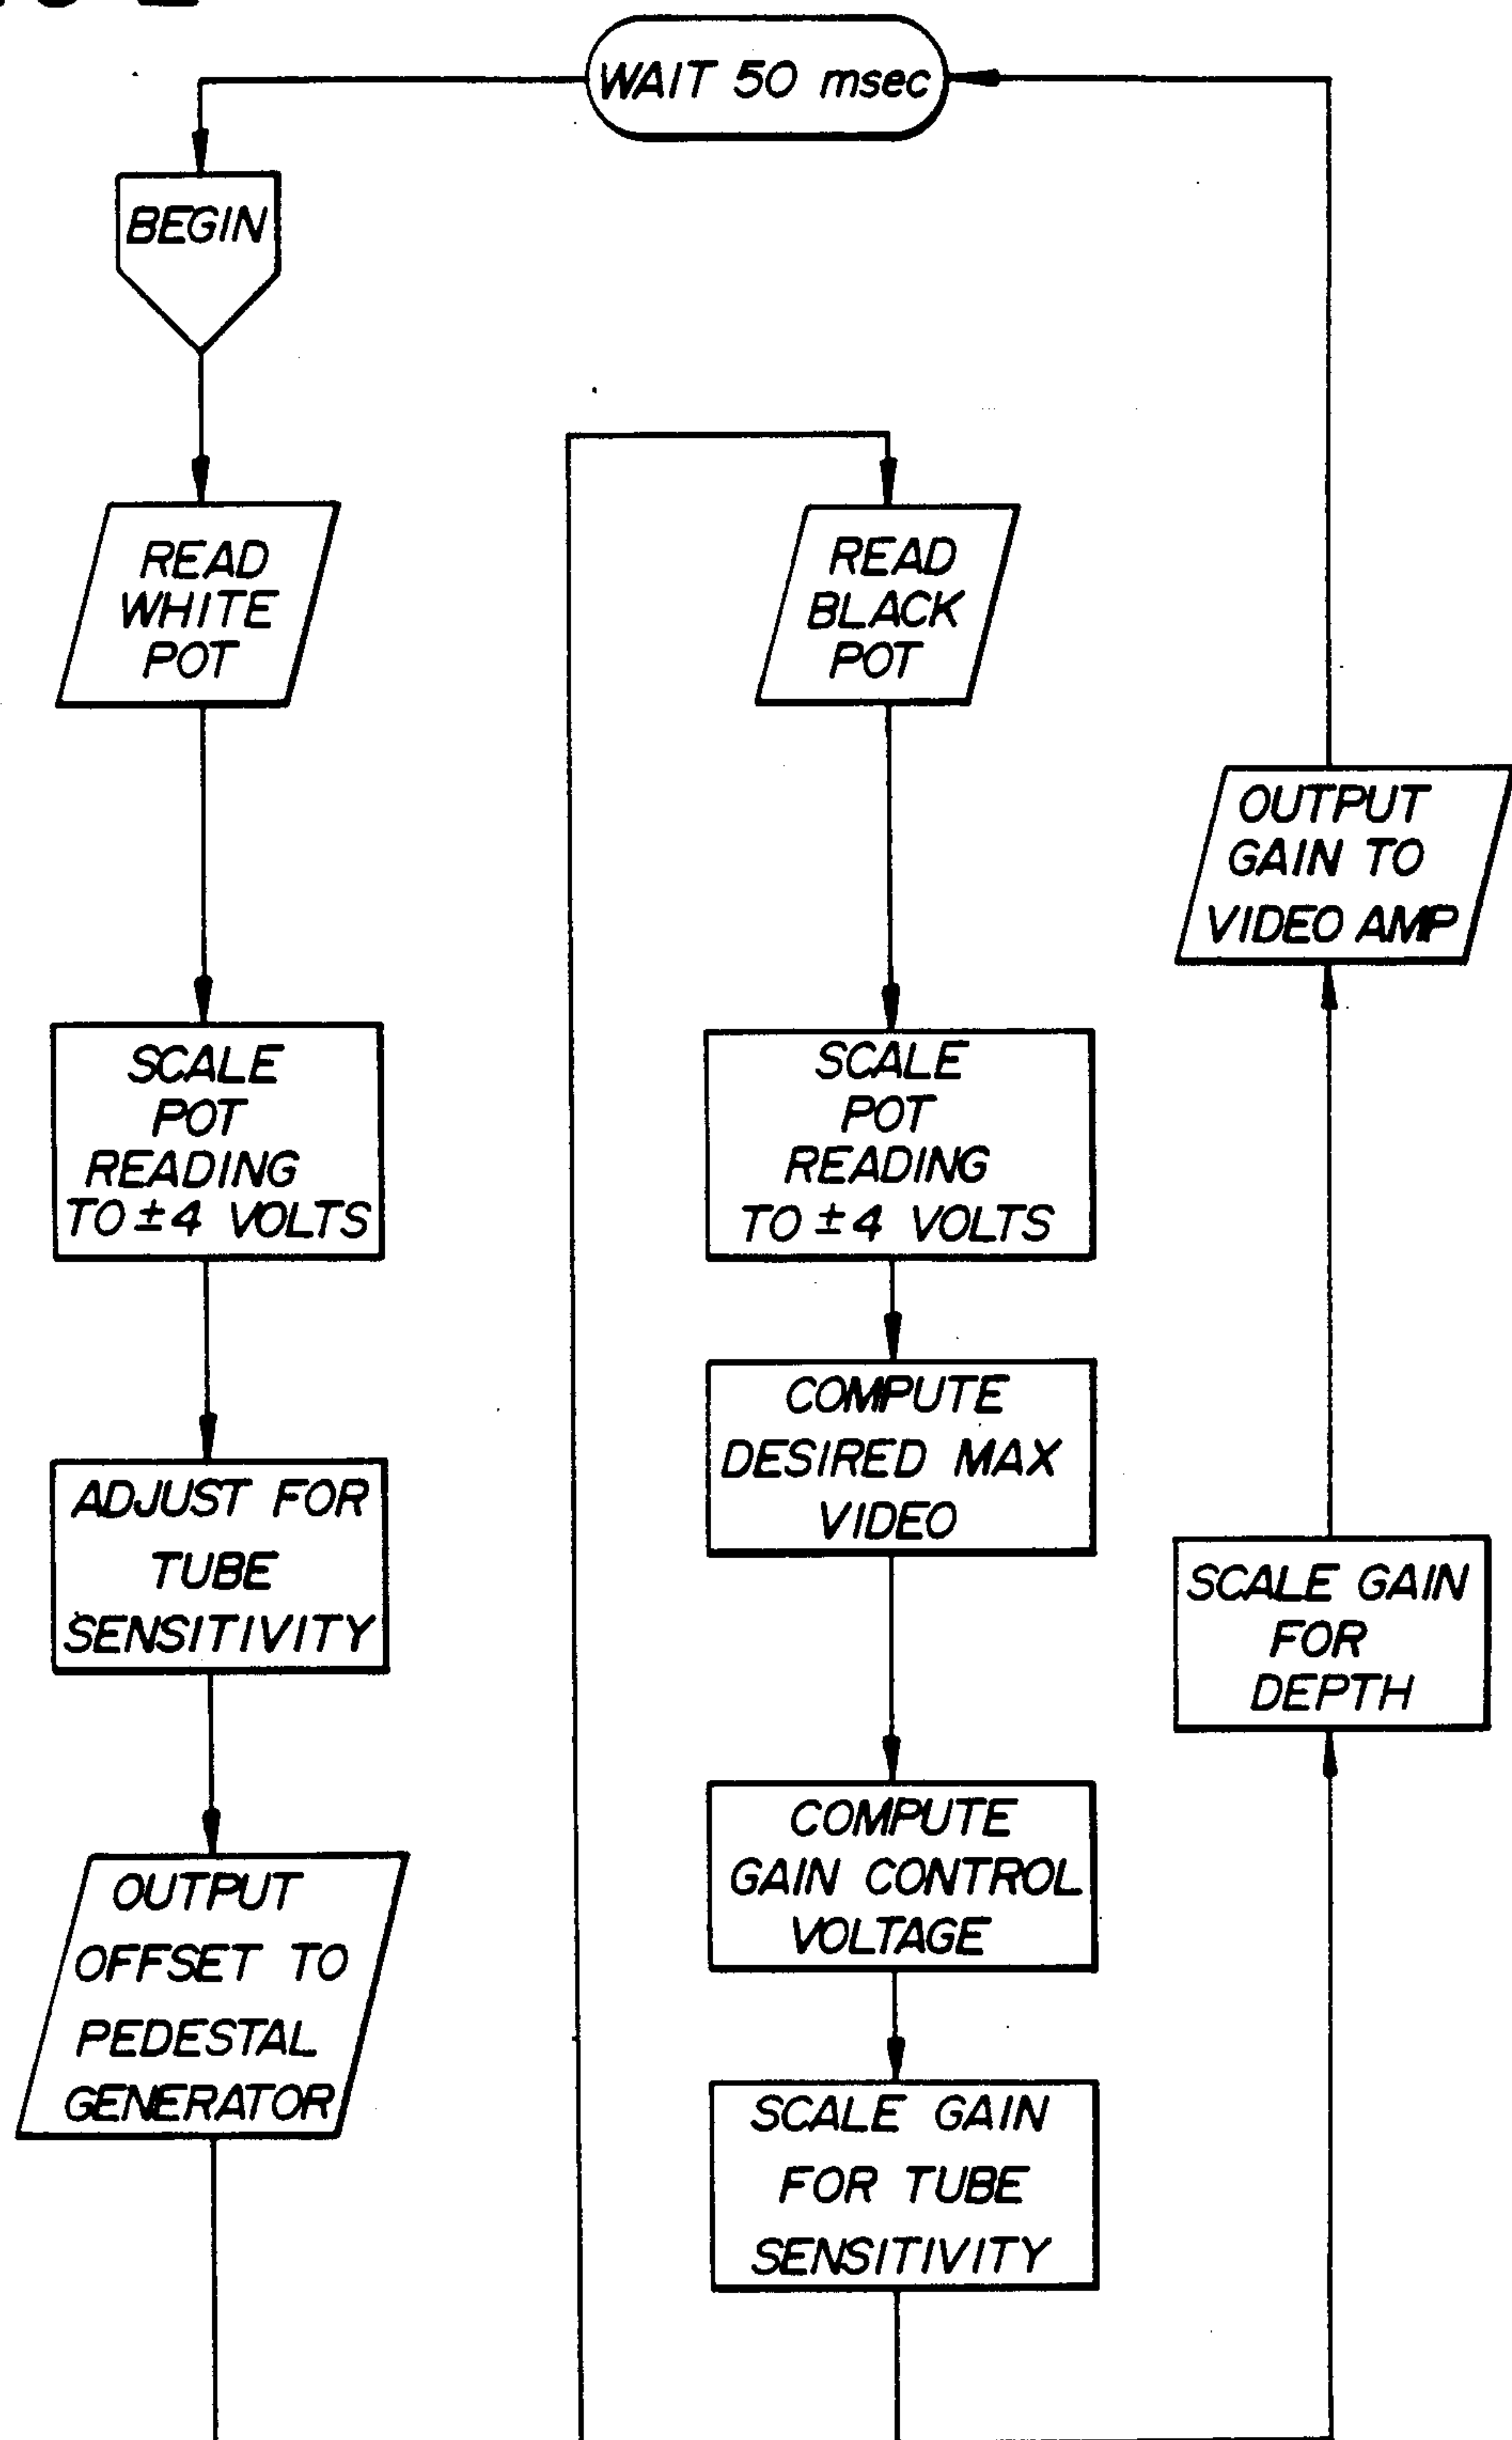 WAIT 50 msec
BEGIN
READ
WHITE
POT
SCALE
POT
READING
TO ±4 VOLTS
ADJUST FOR
TUBE
SENSITIVITY
OUTPUT
OFFSET TO
PEDESTAL
GENERATOR
READ
BLACK
POT
SCALE
POT
READING
TO ±4 VOLTS
COMPUTE
DESIRED MAX
VIDEO
COMPUTE
GAIN CONTROL
VOLTAGE
SCALE GAIN
FOR TUBE
SENSITIVITY
SCALE GAIN
FOR
DEPTH
OUTPUT
GAIN TO
VIDEO AMP